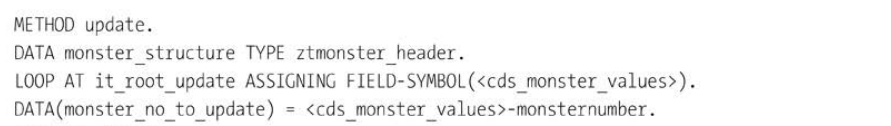 METHOD update.
DATA monster_structure TYPE ztmonster_header.
LOOP AT it_root_update ASSIGNING FIELD-SYMBOL(<cds_monster_values>).
DATA(monster_no_to_update) = <cds_monster_values>-monsternumber.